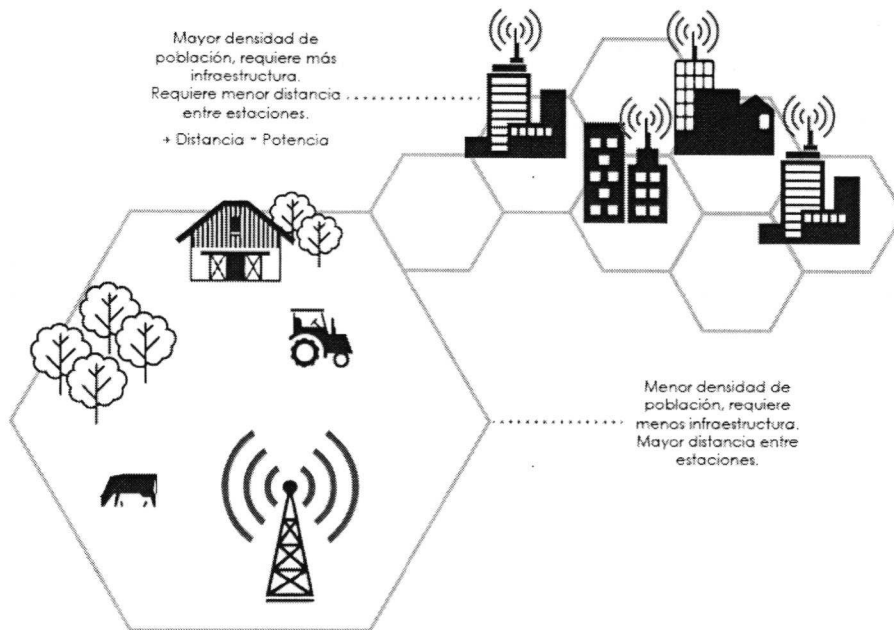 Mayor densidad de
población, requiere más
infraestructura.
Requiere menor distancia
entre estaciones.
+ Distancia ~ Potencia
Menor densidad de
población, requiere
menos infraestructura.
Mayor distancia entre
estaciones.